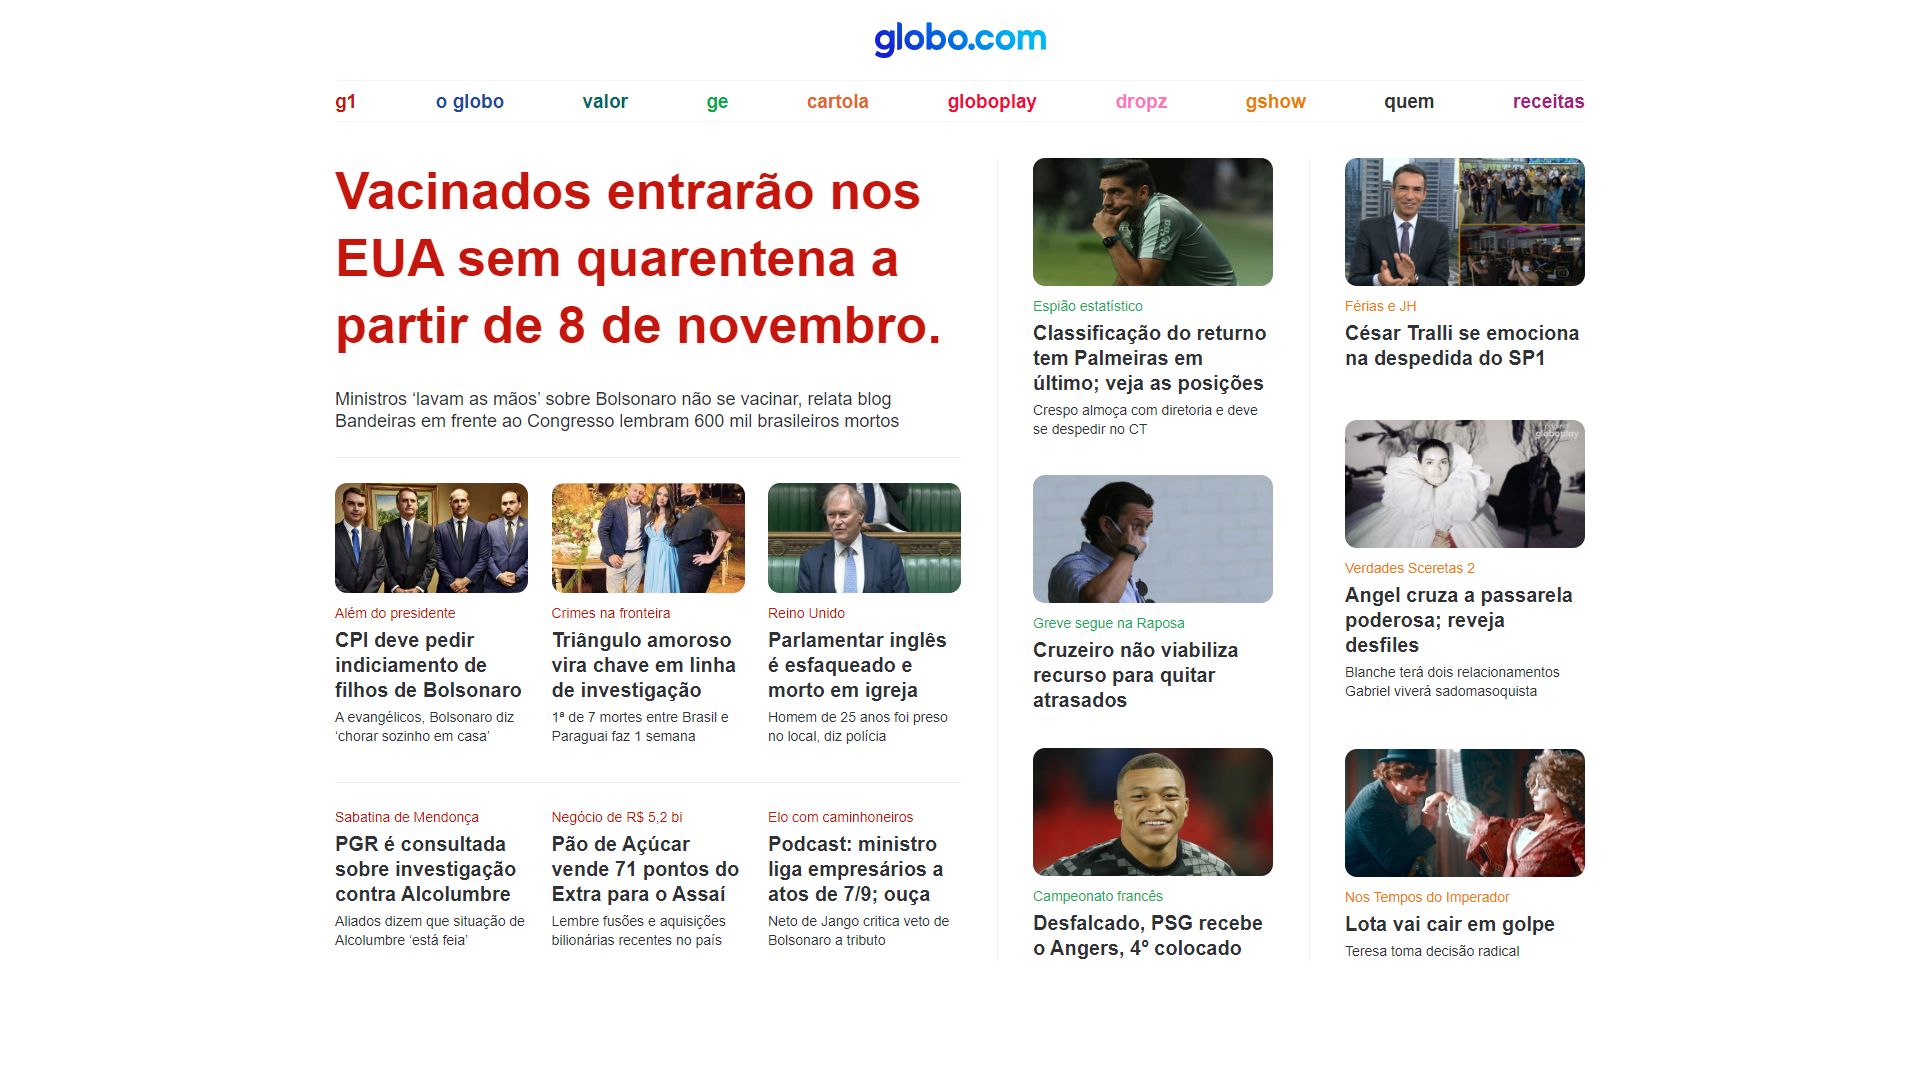 globo.com
g1
o globo
valor
ge
cartola
globoplay
dropz
gshow
quem
receitas
Vacinados entrarão nos
EUA sem quarentena a
partir de 8 de novembro.
Ministros ‘lavam as mãos’ sobre Bolsonaro não se vacinar, relata blog
Bandeiras em frente ao Congresso lembram 600 mil brasileiros mortos
Além do presidente
CPI deve pedir
indiciamento de
filhos de Bolsonaro
A evangélicos, Bolsonaro diz
‘chorar sozinho em casa’
Crimes na fronteira
Triângulo amoroso
vira chave em linha
de investigação
1ª de 7 mortes entre Brasil e
Paraguai faz 1 semana
Reino Unido
Parlamentar inglês
é esfaqueado e
morto em igreja
Homem de 25 anos foi preso
no local, diz polícia
Sabatina de Mendonça
PGR é consultada
sobre investigação
contra Alcolumbre
Aliados dizem que situação de
Alcolumbre ‘está feia’
Negócio de R$ 5,2 bi
Pão de Açúcar
vende 71 pontos do
Extra para o Assaí
Lembre fusões e aquisições
bilionárias recentes no país
Elo com caminhoneiros
Podcast: ministro
liga empresários a
atos de 7/9; ouça
Neto de Jango critica veto de
Bolsonaro a tributo
Espião estatístico
Classificação do returno
tem Palmeiras em
último; veja as posições
Crespo almoça com diretoria e deve
se despedir no CT
Greve segue na Raposa
Cruzeiro não viabiliza
recurso para quitar
atrasados
Campeonato francês
Desfalcado, PSG recebe
o Angers, 4º colocado
Férias e JH
César Tralli se emociona
na despedida do SP1
globoplay
Verdades Sceretas 2
Angel cruza a passarela
poderosa; reveja
desfiles
Blanche terá dois relacionamentos
Gabriel viverá sadomasoquista
Nos Tempos do Imperador
Lota vai cair em golpe
Teresa toma decisão radical